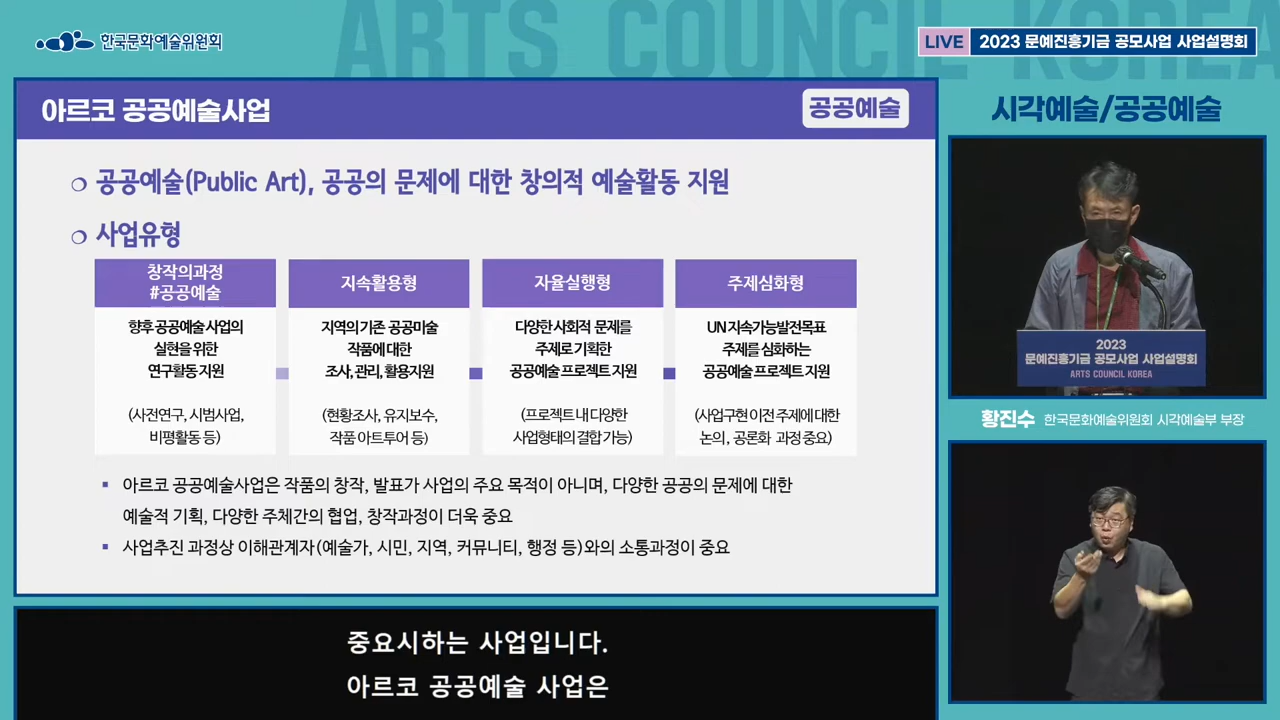 ARTS COUNCIL KOREA
한국문화예술위원회
LIVE 2023 문예진흥기금 공모사업 사업설명회
아르코 공공예술사업
공공예술
시각예술/공공예술
❍ 공공예술(Public Art), 공공의 문제에 대한 창의적 예술활동 지원
❍ 사업유형
창작의과정
#공공예술
향후 공공예술 사업의
실현을 위한
연구활동 지원
(사전연구, 시범사업,
비평활동 등)
지속활용형
지역의 기존 공공미술
작품에 대한
조사, 관리, 활용지원
(현황조사, 유지보수,
작품 아트투어 등)
자율실행형
다양한 사회적 문제를
주제로 기획한
공공예술 프로젝트 지원
(프로젝트 내 다양한
사업형태의 결합 가능)
주제심화형
UN 지속가능발전목표
주제를 심화하는
공공예술 프로젝트 지원
(사업구현 이전 주제에 대한
논의, 공론화 과정 중요)
▪ 아르코 공공예술사업은 작품의 창작, 발표가 사업의 주요 목적이 아니며, 다양한 공공의 문제에 대한
예술적 기획, 다양한 주체간의 협업, 창작과정이 더욱 중요
▪ 사업추진 과정상 이해관계자(예술가, 시민, 지역, 커뮤니티, 행정 등)와의 소통과정이 중요
2023
문예진흥기금 공모사업 사업설명회
ARTS COUNCIL KOREA
황진수 한국문화예술위원회 시각예술부 부장
중요시하는 사업입니다.
아르코 공공예술 사업은